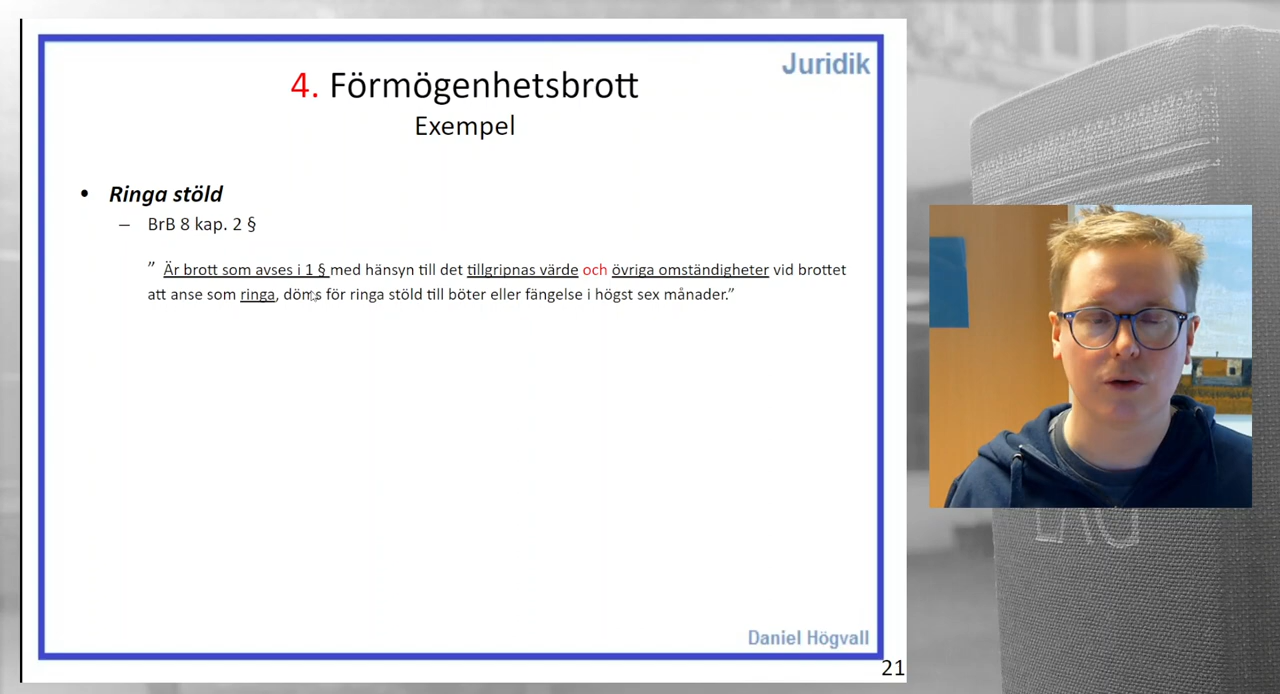 Juridik
4. Förmögenhetsbrott
Exempel
• Ringa stöld
– BrB 8 kap. 2 §
” Är brott som avses i 1 § med hänsyn till det tillgripnas värde och övriga omständigheter vid brottet
att anse som ringa, döms för ringa stöld till böter eller fängelse i högst sex månader.”
Daniel Högvall
21